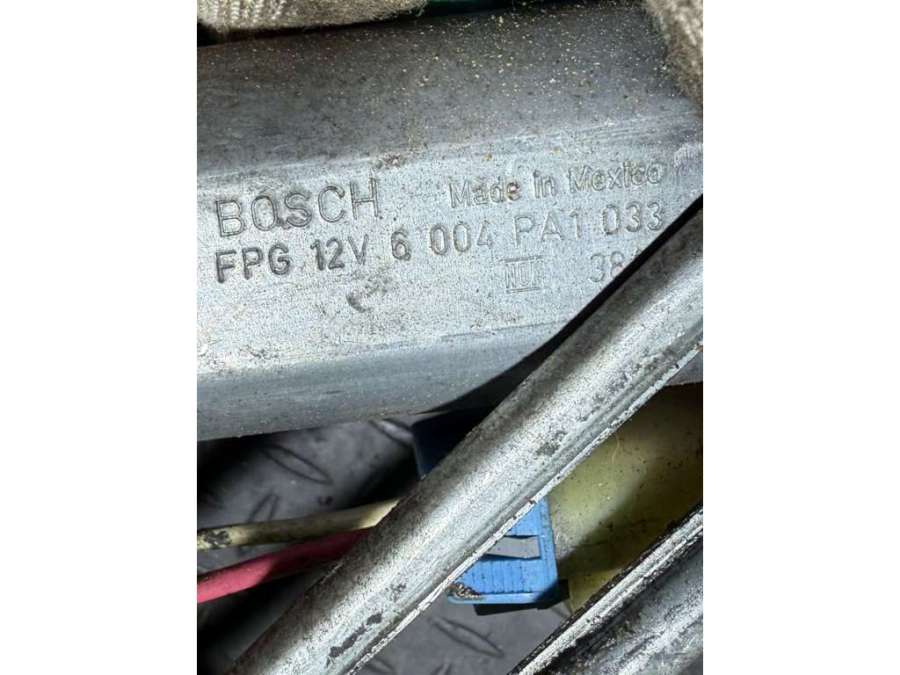 BOSCH Made in Mexico
FPG 12V 6 004 PA1 033